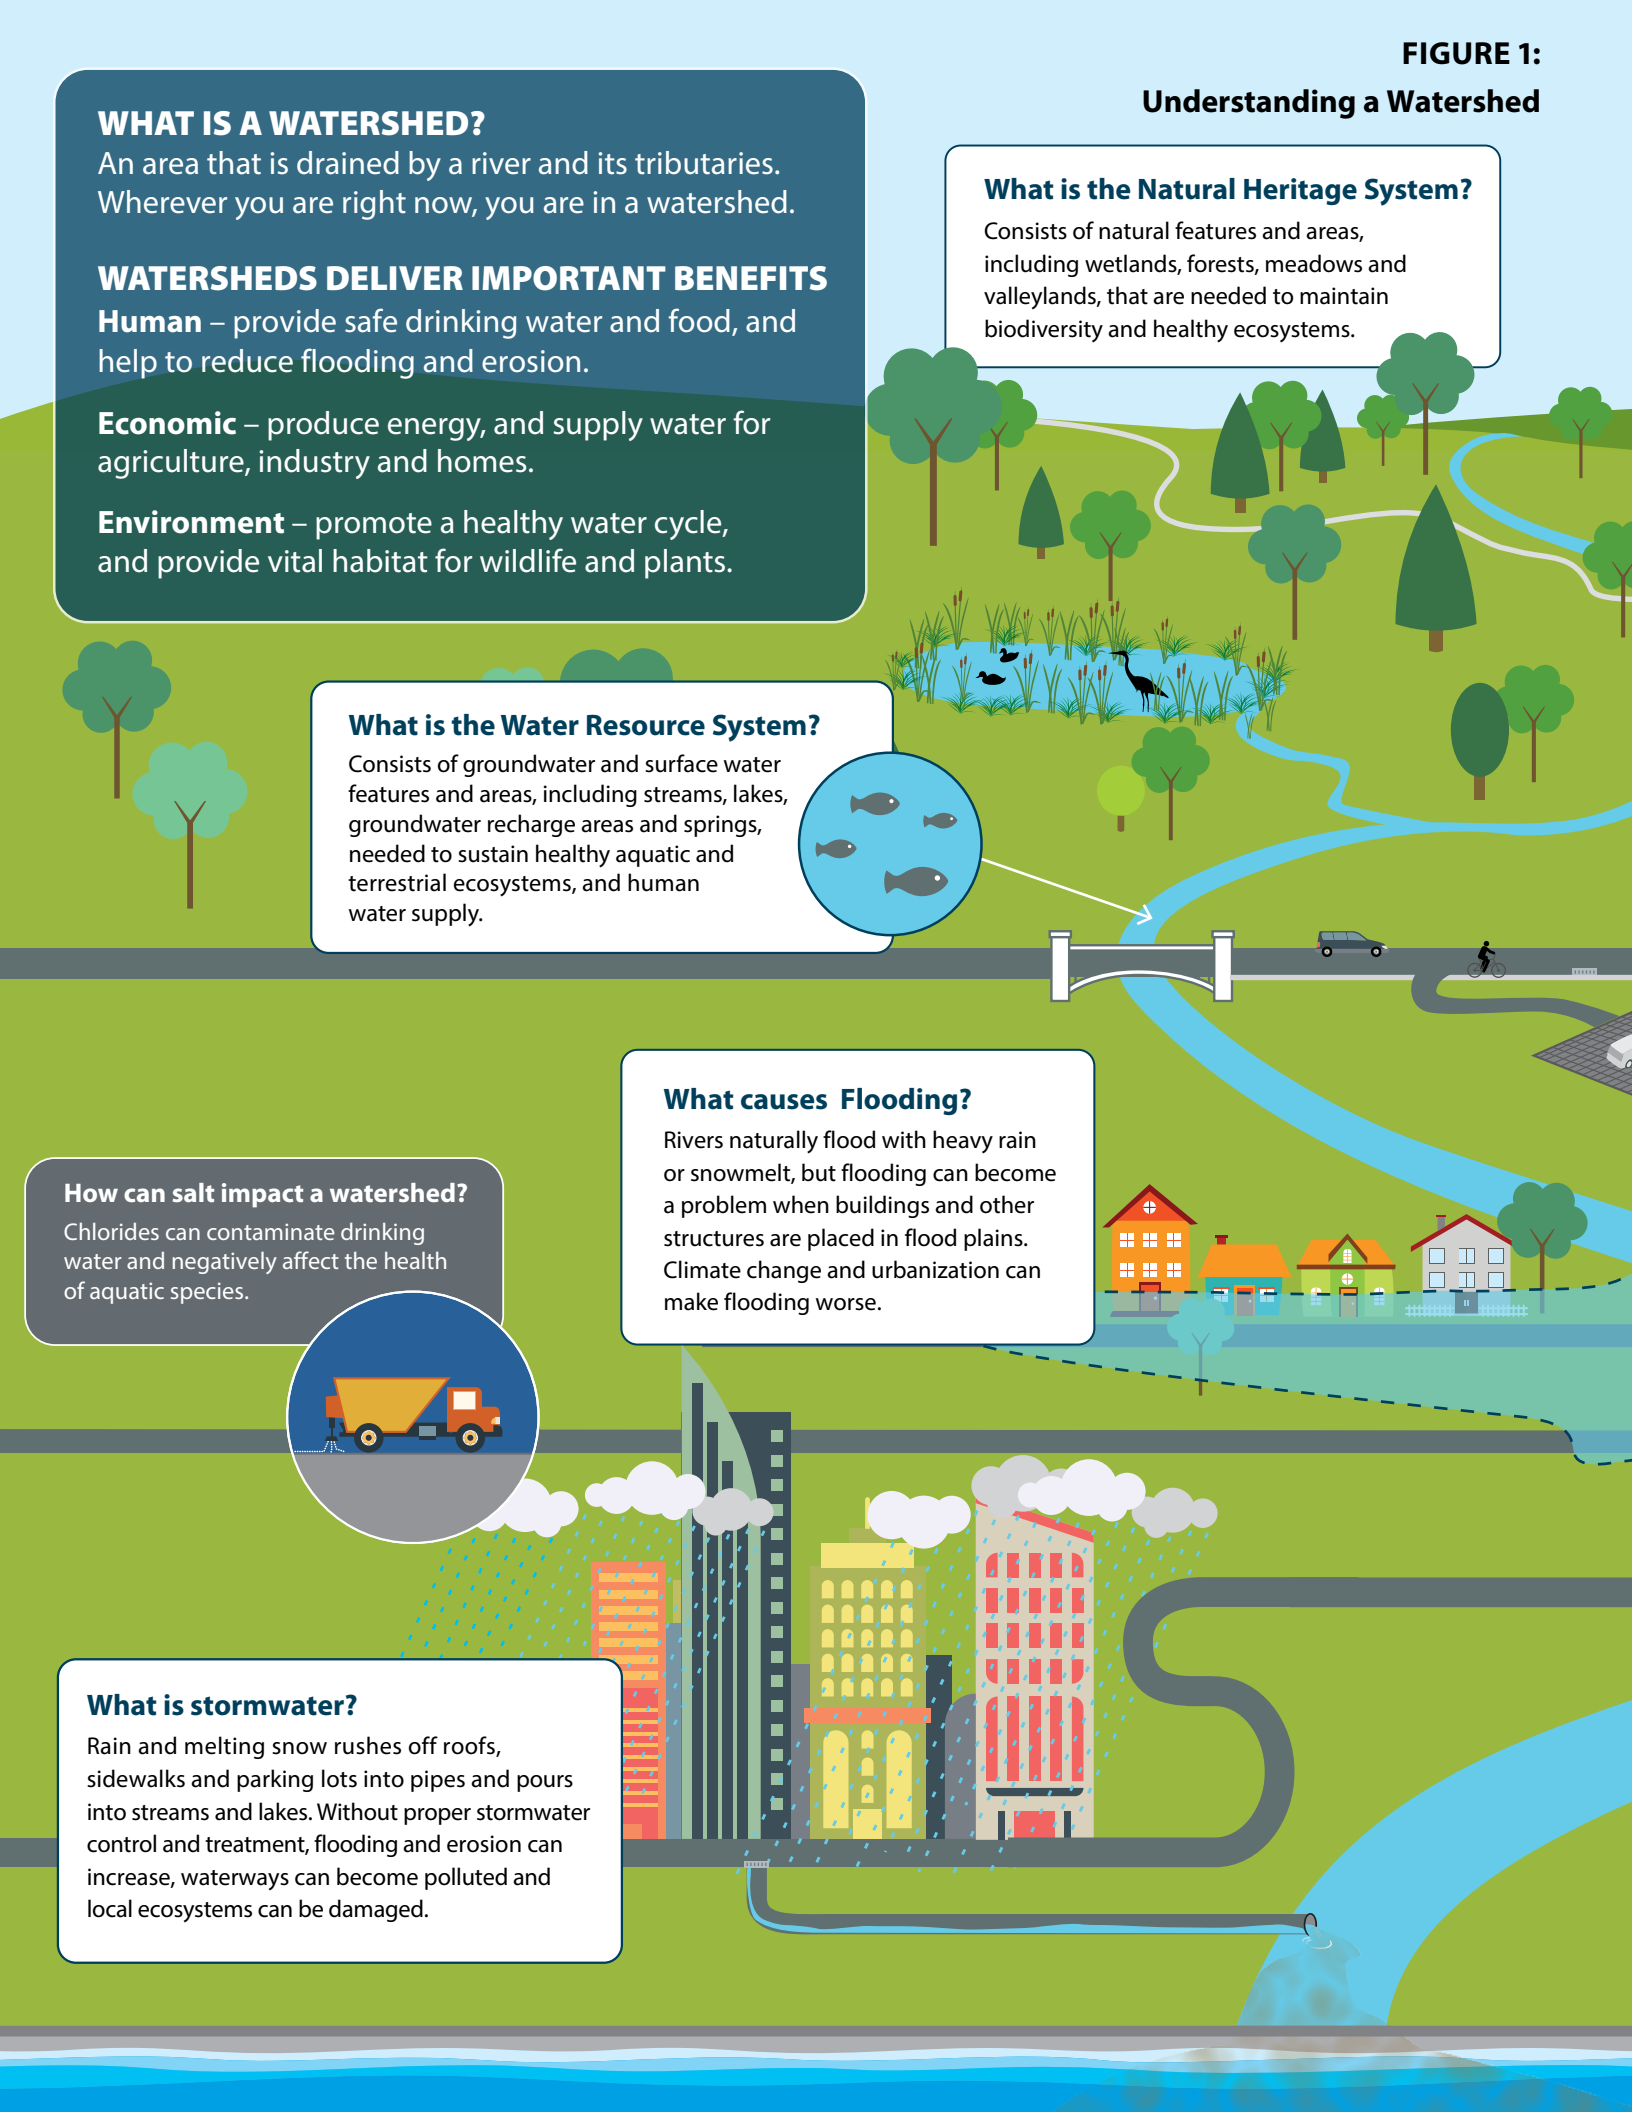 FIGURE 1:
Understanding a Watershed
WHAT IS A WATERSHED?
An area that is drained by a river and its tributaries.
Wherever you are right now, you are in a watershed.
WATERSHEDS DELIVER IMPORTANT BENEFITS
Human – provide safe drinking water and food, and
help to reduce flooding and erosion.
Economic – produce energy, and supply water for
agriculture, industry and homes.
Environment – promote a healthy water cycle,
and provide vital habitat for wildlife and plants.
What is the Natural Heritage System?
Consists of natural features and areas,
including wetlands, forests, meadows and
valleylands, that are needed to maintain
biodiversity and healthy ecosystems.
What is the Water Resource System?
Consists of groundwater and surface water
features and areas, including streams, lakes,
groundwater recharge areas and springs,
needed to sustain healthy aquatic and
terrestrial ecosystems, and human
water supply.
What causes  Flooding?
Rivers naturally flood with heavy rain
or snowmelt, but flooding can become
a problem when buildings and other
structures are placed in flood plains.
Climate change and urbanization can
make flooding worse.
How can salt impact a watershed?
Chlorides can contaminate drinking
water and negatively affect the health
of aquatic species.
What is stormwater?
Rain and melting snow rushes off roofs,
sidewalks and parking lots into pipes and pours
into streams and lakes. Without proper stormwater
control and treatment, flooding and erosion can
increase, waterways can become polluted and
local ecosystems can be damaged.